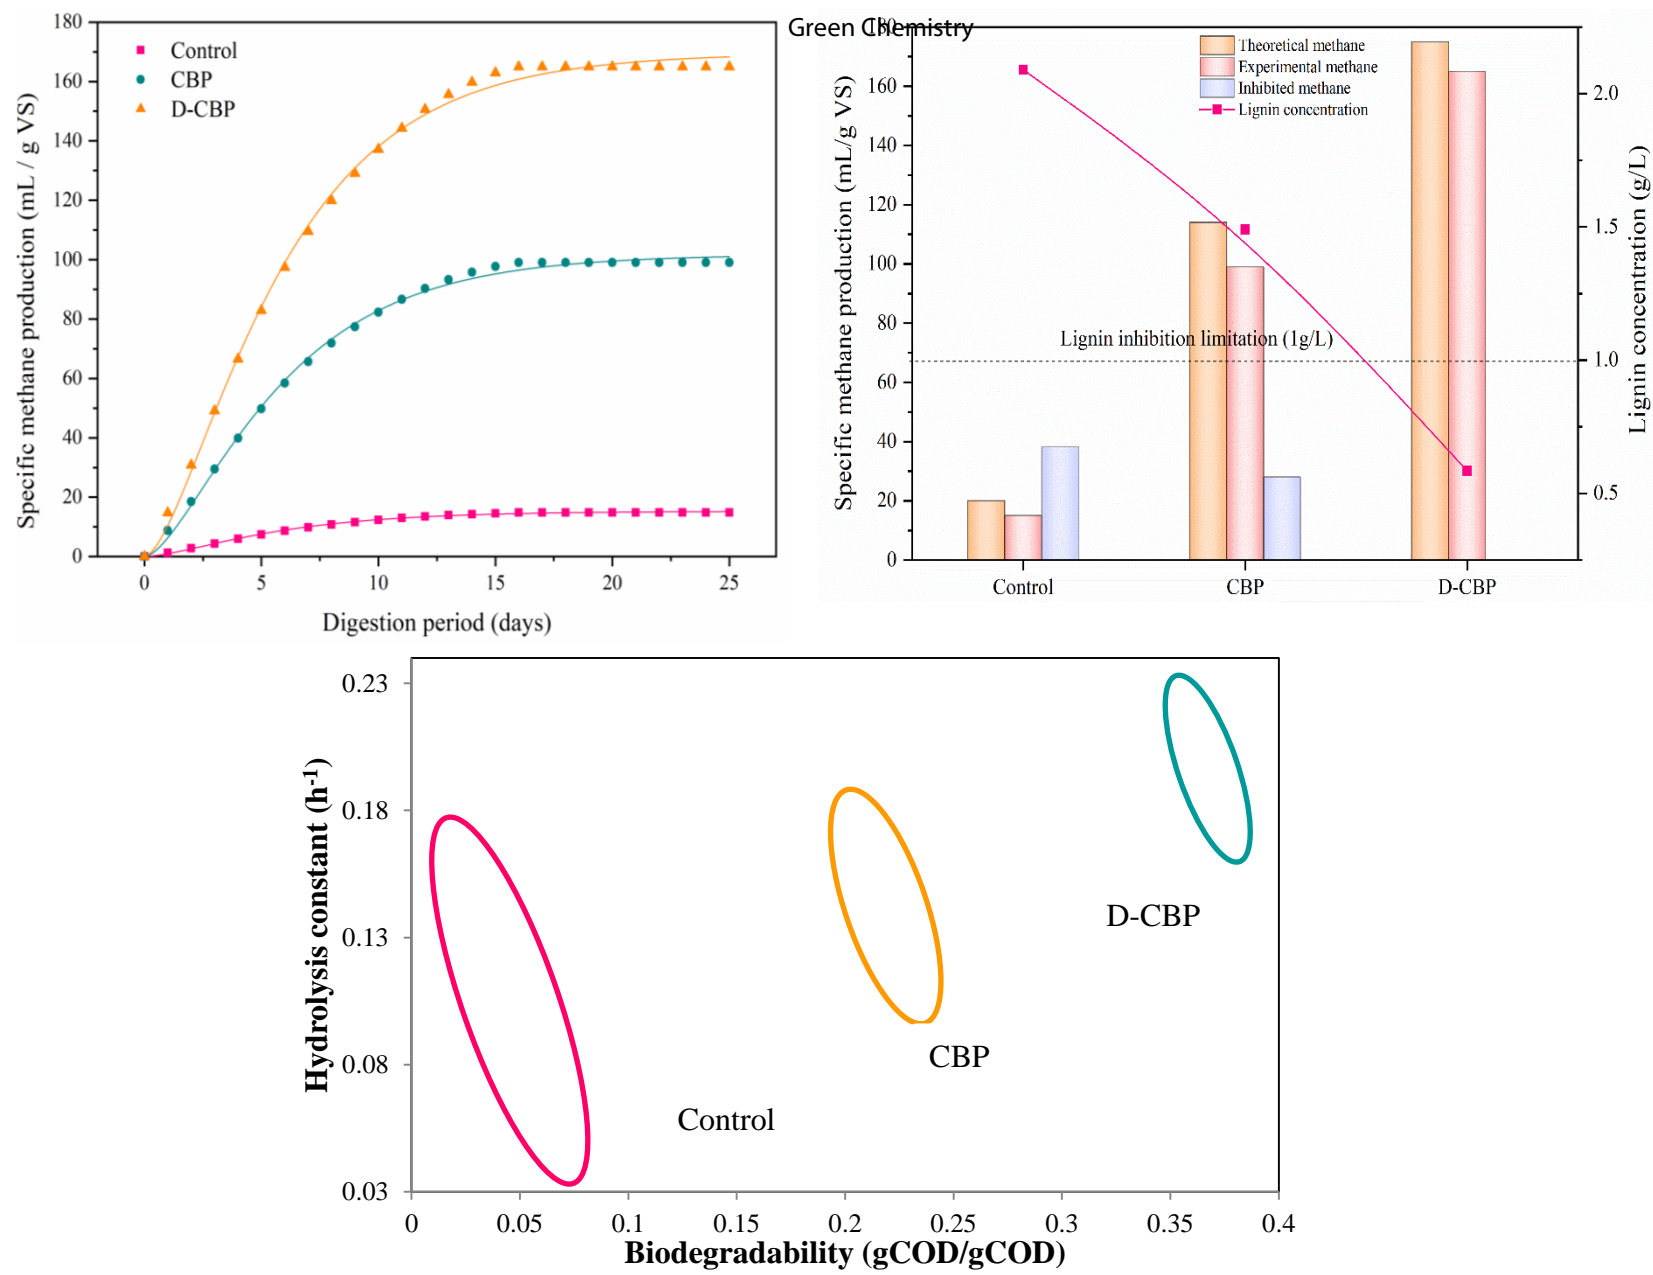 Green Chemistry
180
160
140
120
100
80
60
40
20
0
Specific methane production (mL / g VS)
Control
CBP
D-CBP
0 5 10 15 20 25
Digestion period (days)
80
160
140
120
100
80
60
40
20
0
Specific methane production (mL/g VS)
Theoretical methane
Experimental methane
Inhibited methane
Lignin concentration
Lignin inhibition limitation (1g/L)
2.0
1.5
1.0
0.5
Lignin concentration (g/L)
Control CBP D-CBP
0.23
0.18
0.13
0.08
0.03
Hydrolysis constant (h-1)
D-CBP
CBP
Control
0 0.05 0.1 0.15 0.2 0.25 0.3 0.35 0.4
Biodegradability (gCOD/gCOD)